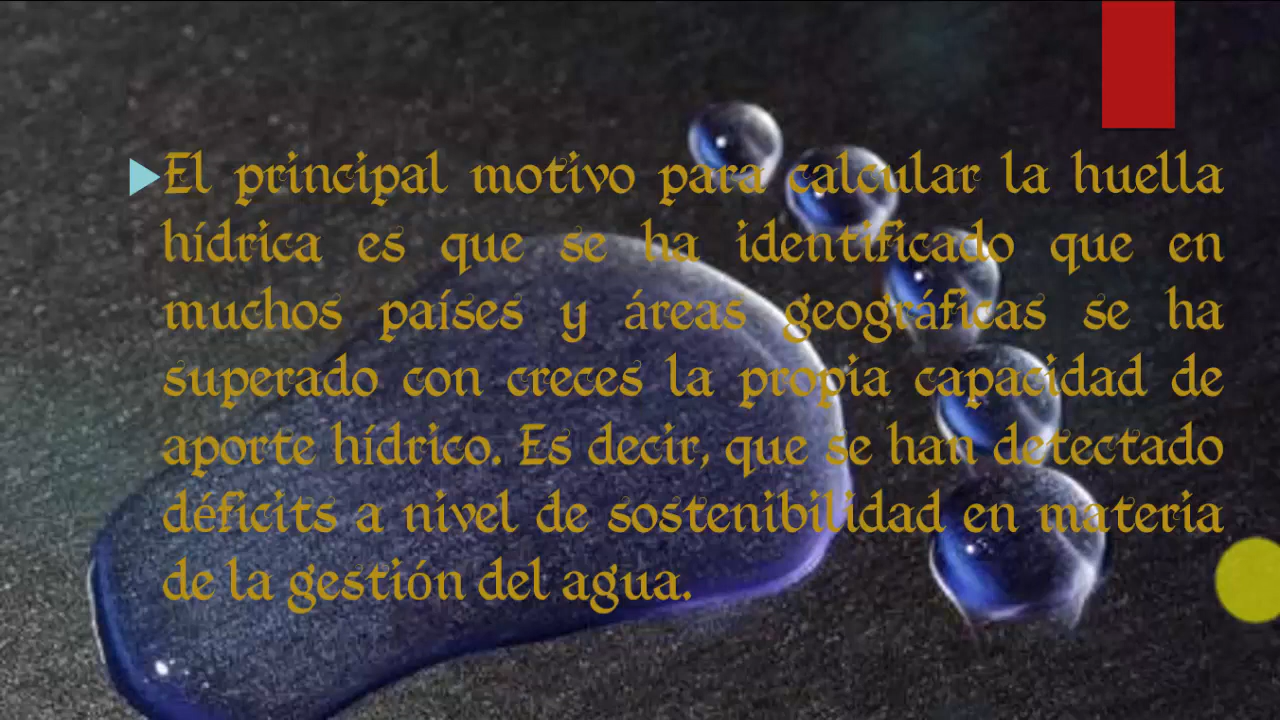 El principal motivo para calcular la huella
hídrica es que se ha identificado que en
muchos países y áreas geográficas se ha
superado con creces la propia capacidad de
aporte hídrico. Es decir, que se han detectado
déficits a nivel de sostenibilidad en materia
de la gestión del agua.